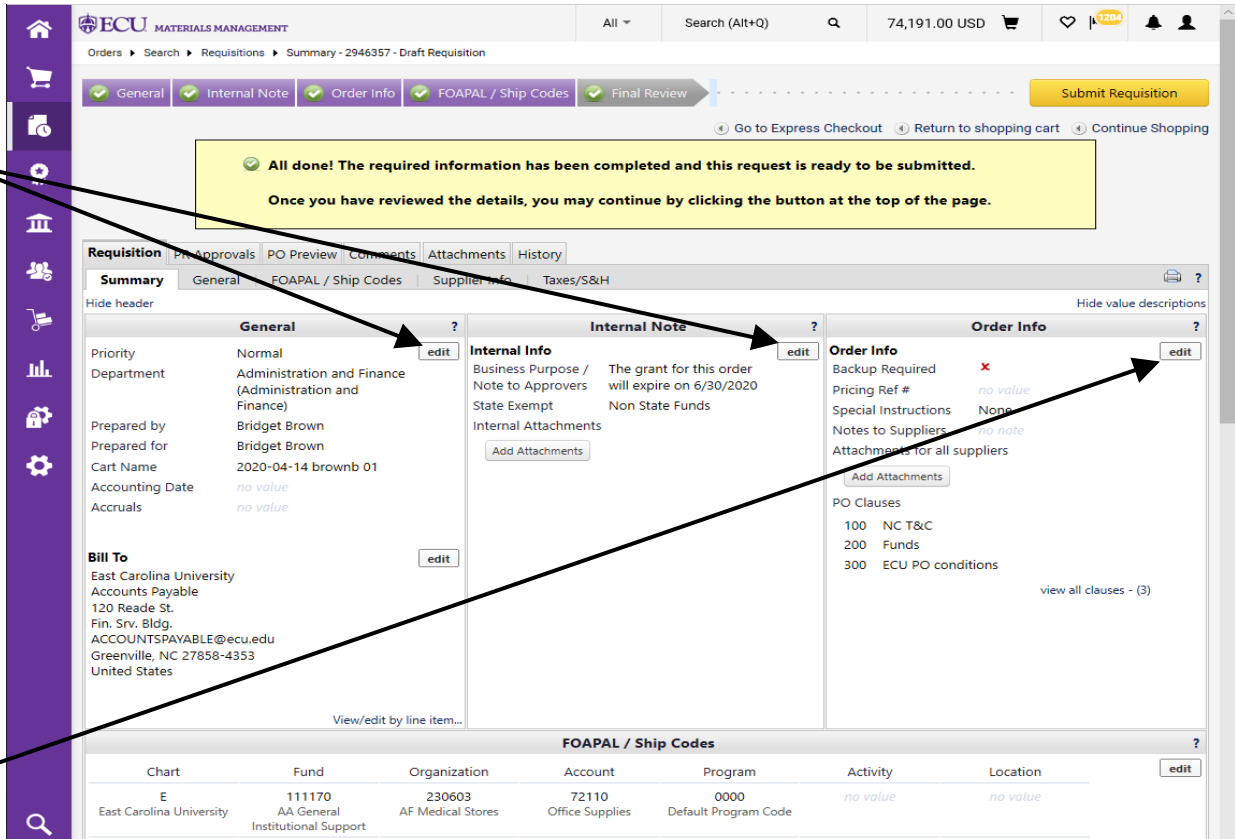 ECU MATERIALS MANAGEMENT
All
Search (Alt+Q)
74,191.00 USD
1204
Orders Search Requisitions Summary - 2946357 - Draft Requisition
General
Internal Note
Order Info
FOAPAL / Ship Codes
Final Review
Submit Requisition
Go to Express Checkout
Return to shopping cart
Continue Shopping
All done! The required information has been completed and this request is ready to be submitted.
Once you have reviewed the details, you may continue by clicking the button at the top of the page.
Requisition
PR Approvals
PO Preview
Comments
Attachments
History
Summary
General
FOAPAL / Ship Codes
Supplier Info
Taxes/S&H
?
Hide header
Hide value descriptions
General ?
Priority Normal edit
Department Administration and Finance
(Administration and
Finance)
Prepared by Bridget Brown
Prepared for Bridget Brown
Cart Name 2020-04-14 brownb 01
Accounting Date no value
Accruals no value
Bill To edit
East Carolina University
Accounts Payable
120 Reade St.
Fin. Srv. Bldg.
ACCOUNTSPAYABLE@ecu.edu
Greenville, NC 27858-4353
United States
View/edit by line item...
Internal Note ?
Internal Info edit
Business Purpose / The grant for this order
Note to Approvers will expire on 6/30/2020
State Exempt Non State Funds
Internal Attachments
Add Attachments
Order Info ?
Order Info edit
Backup Required x
Pricing Ref # no value
Special Instructions None
Notes to Suppliers no note
Attachments for all suppliers
Add Attachments
PO Clauses
100 NC T&C
200 Funds
300 ECU PO conditions
view all clauses - (3)
FOAPAL / Ship Codes ?
Chart Fund Organization Account Program Activity Location edit
E 111170 230603 72110 0000 no value no value
East Carolina University AA General AF Medical Stores Office Supplies Default Program Code
Institutional Support